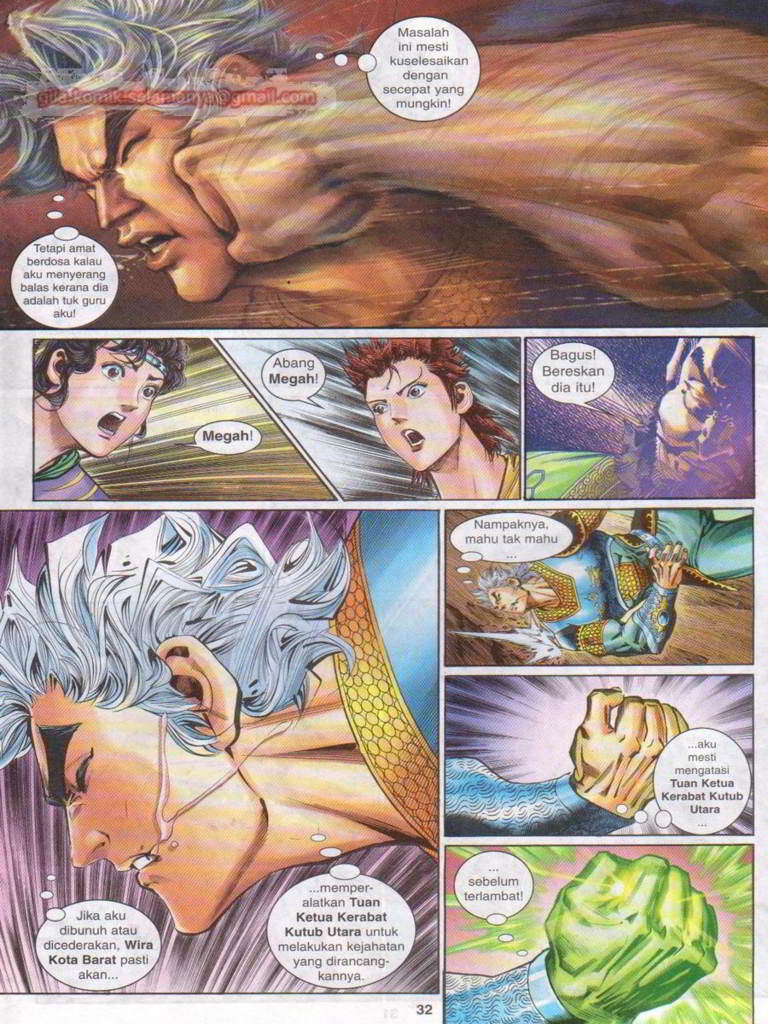 Masalah
ini mesti
kuselesaikan
dengan
secepat yang
mungkin!
gila-komik-selamanya@gmail.com
Tetapi amat
berdosa kalau
aku menyerang
balas kerana dia
adalah tuk guru
aku!
Megah!
Abang
Megah!
Bagus!
Bereskan
dia itu!
Nampaknya,
mahu tak mahu
...
...aku
mesti
mengatasi
Tuan Ketua
Kerabat Kutub
Utara
...
...
sebelum
terlambat!
Jika aku
dibunuh atau
dicederakan, Wira
Kota Barat pasti
akan...
...memper-
alatkan Tuan
Ketua Kerabat
Kutub Utara untuk
melakukan kejahatan
yang dirancang-
kannya.
32